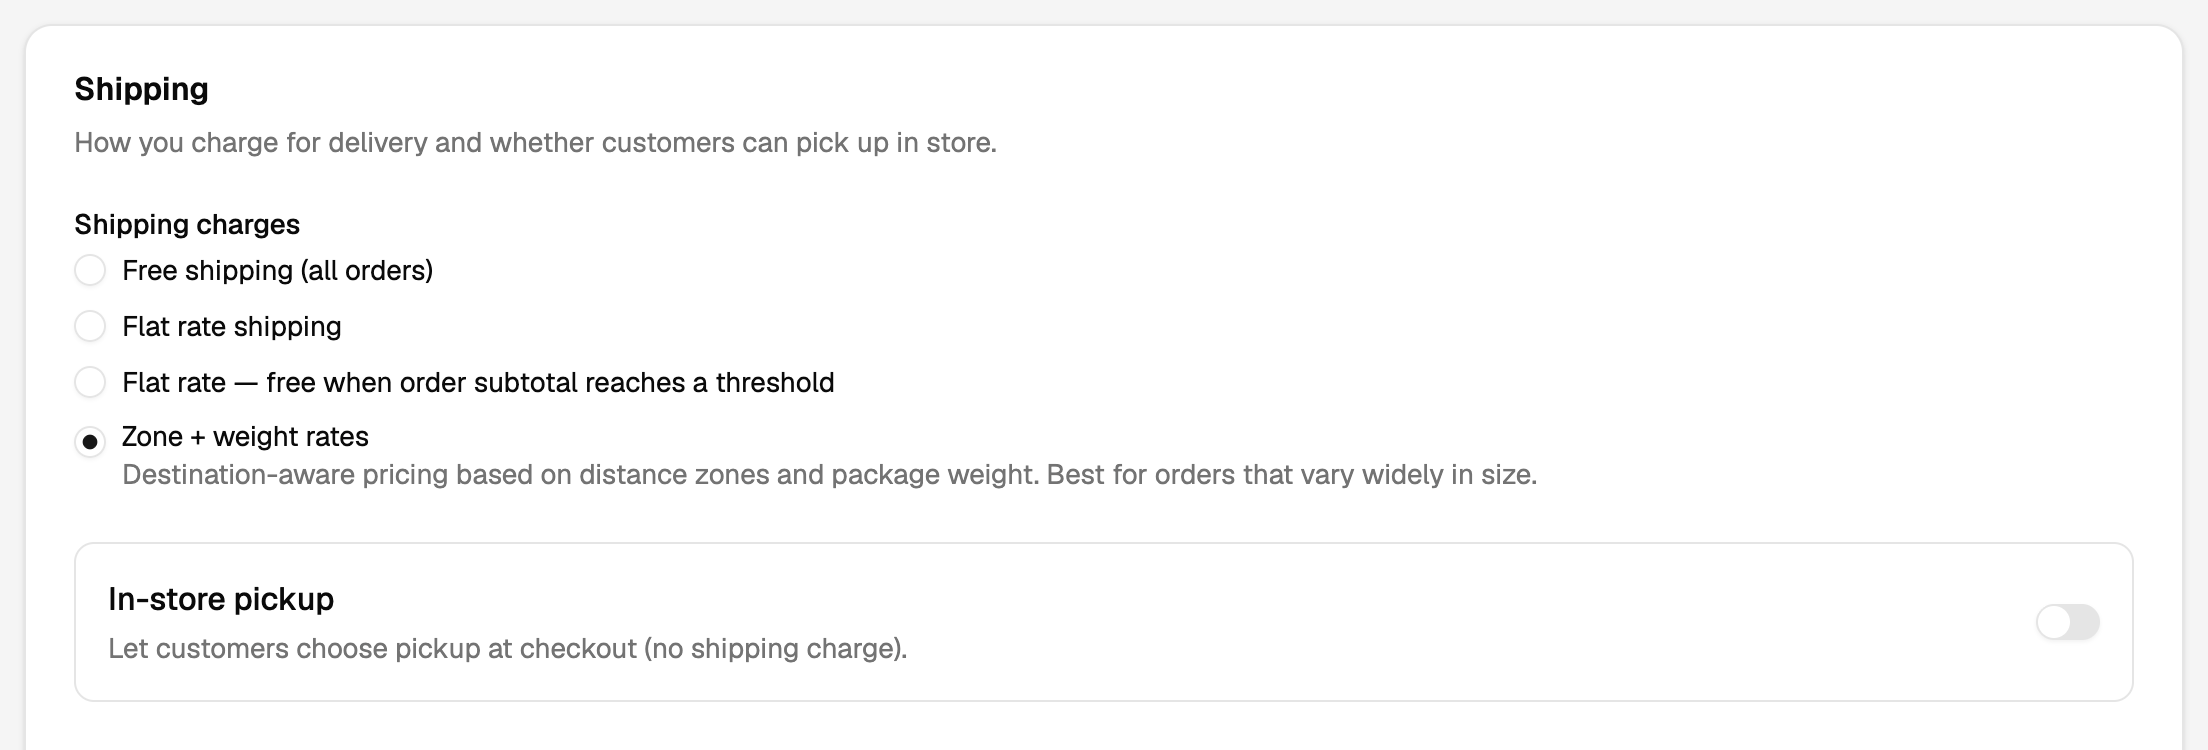 Shipping
How you charge for delivery and whether customers can pick up in store.
Shipping charges
Free shipping (all orders)
Flat rate shipping
Flat rate — free when order subtotal reaches a threshold
Zone + weight rates
Destination-aware pricing based on distance zones and package weight. Best for orders that vary widely in size.
In-store pickup
Let customers choose pickup at checkout (no shipping charge).